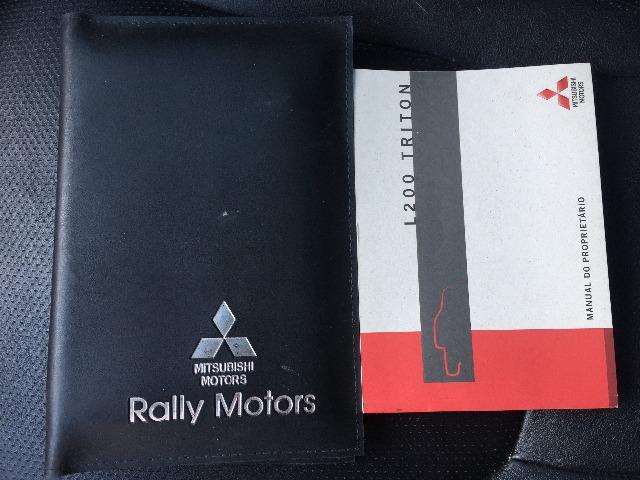 MITSUBISHI
MOTORS
Rally Motors
L200 TRITON
MITSUBISHI
MOTORS
MANUAL DO PROPRIETÁRIO